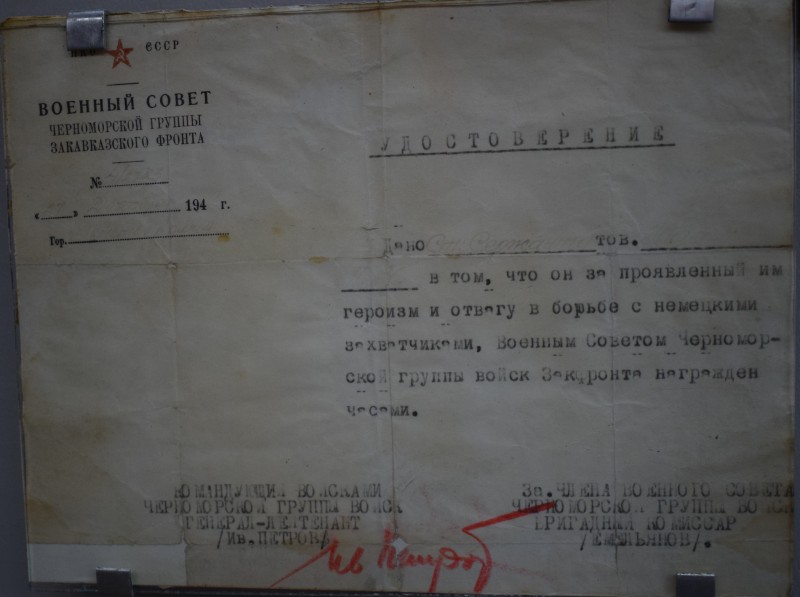 СССР
ВОЕННЫЙ СОВЕТ
ЧЕРНОМОРСКОЙ ГРУППЫ
ЗАКАВКАЗСКОГО ФРОНТА
№
« » 194 г.
Гор.
УДОСТОВЕРЕНИЕ
Дано тов.
в том, что он за проявленный им
героизм и отвагу в борьбе с немецкими
захватчиками, Военным Советом Черномор-
ской группы войск Закфронта награжден
часами.
КОМАНДУЮЩИЙ ВОЙСКАМИ
ЧЕРНОМОРСКОЙ ГРУППЫ ВОЙСК
ГЕНЕРАЛ-ЛЕЙТЕНАНТ
/ИВ.ПЕТРОВ/
За.ЧЛЕНА ВОЕННОГО СОВЕТА
ЧЕРНОМОРСКОЙ ГРУППЫ ВОЙСК
БРИГАДНЫЙ КОМИССАР
/ЕМЕЛЬЯНОВ/.
Ив Петров